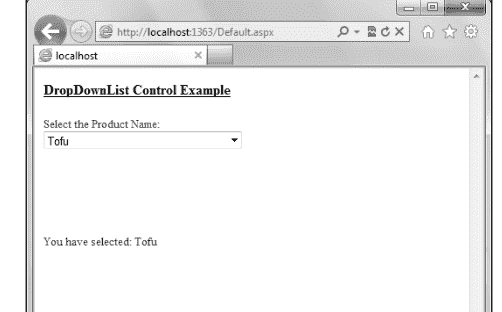 http://localhost:1363/Default.aspx
localhost
DropDownList Control Example
Select the Product Name:
Tofu
You have selected: Tofu